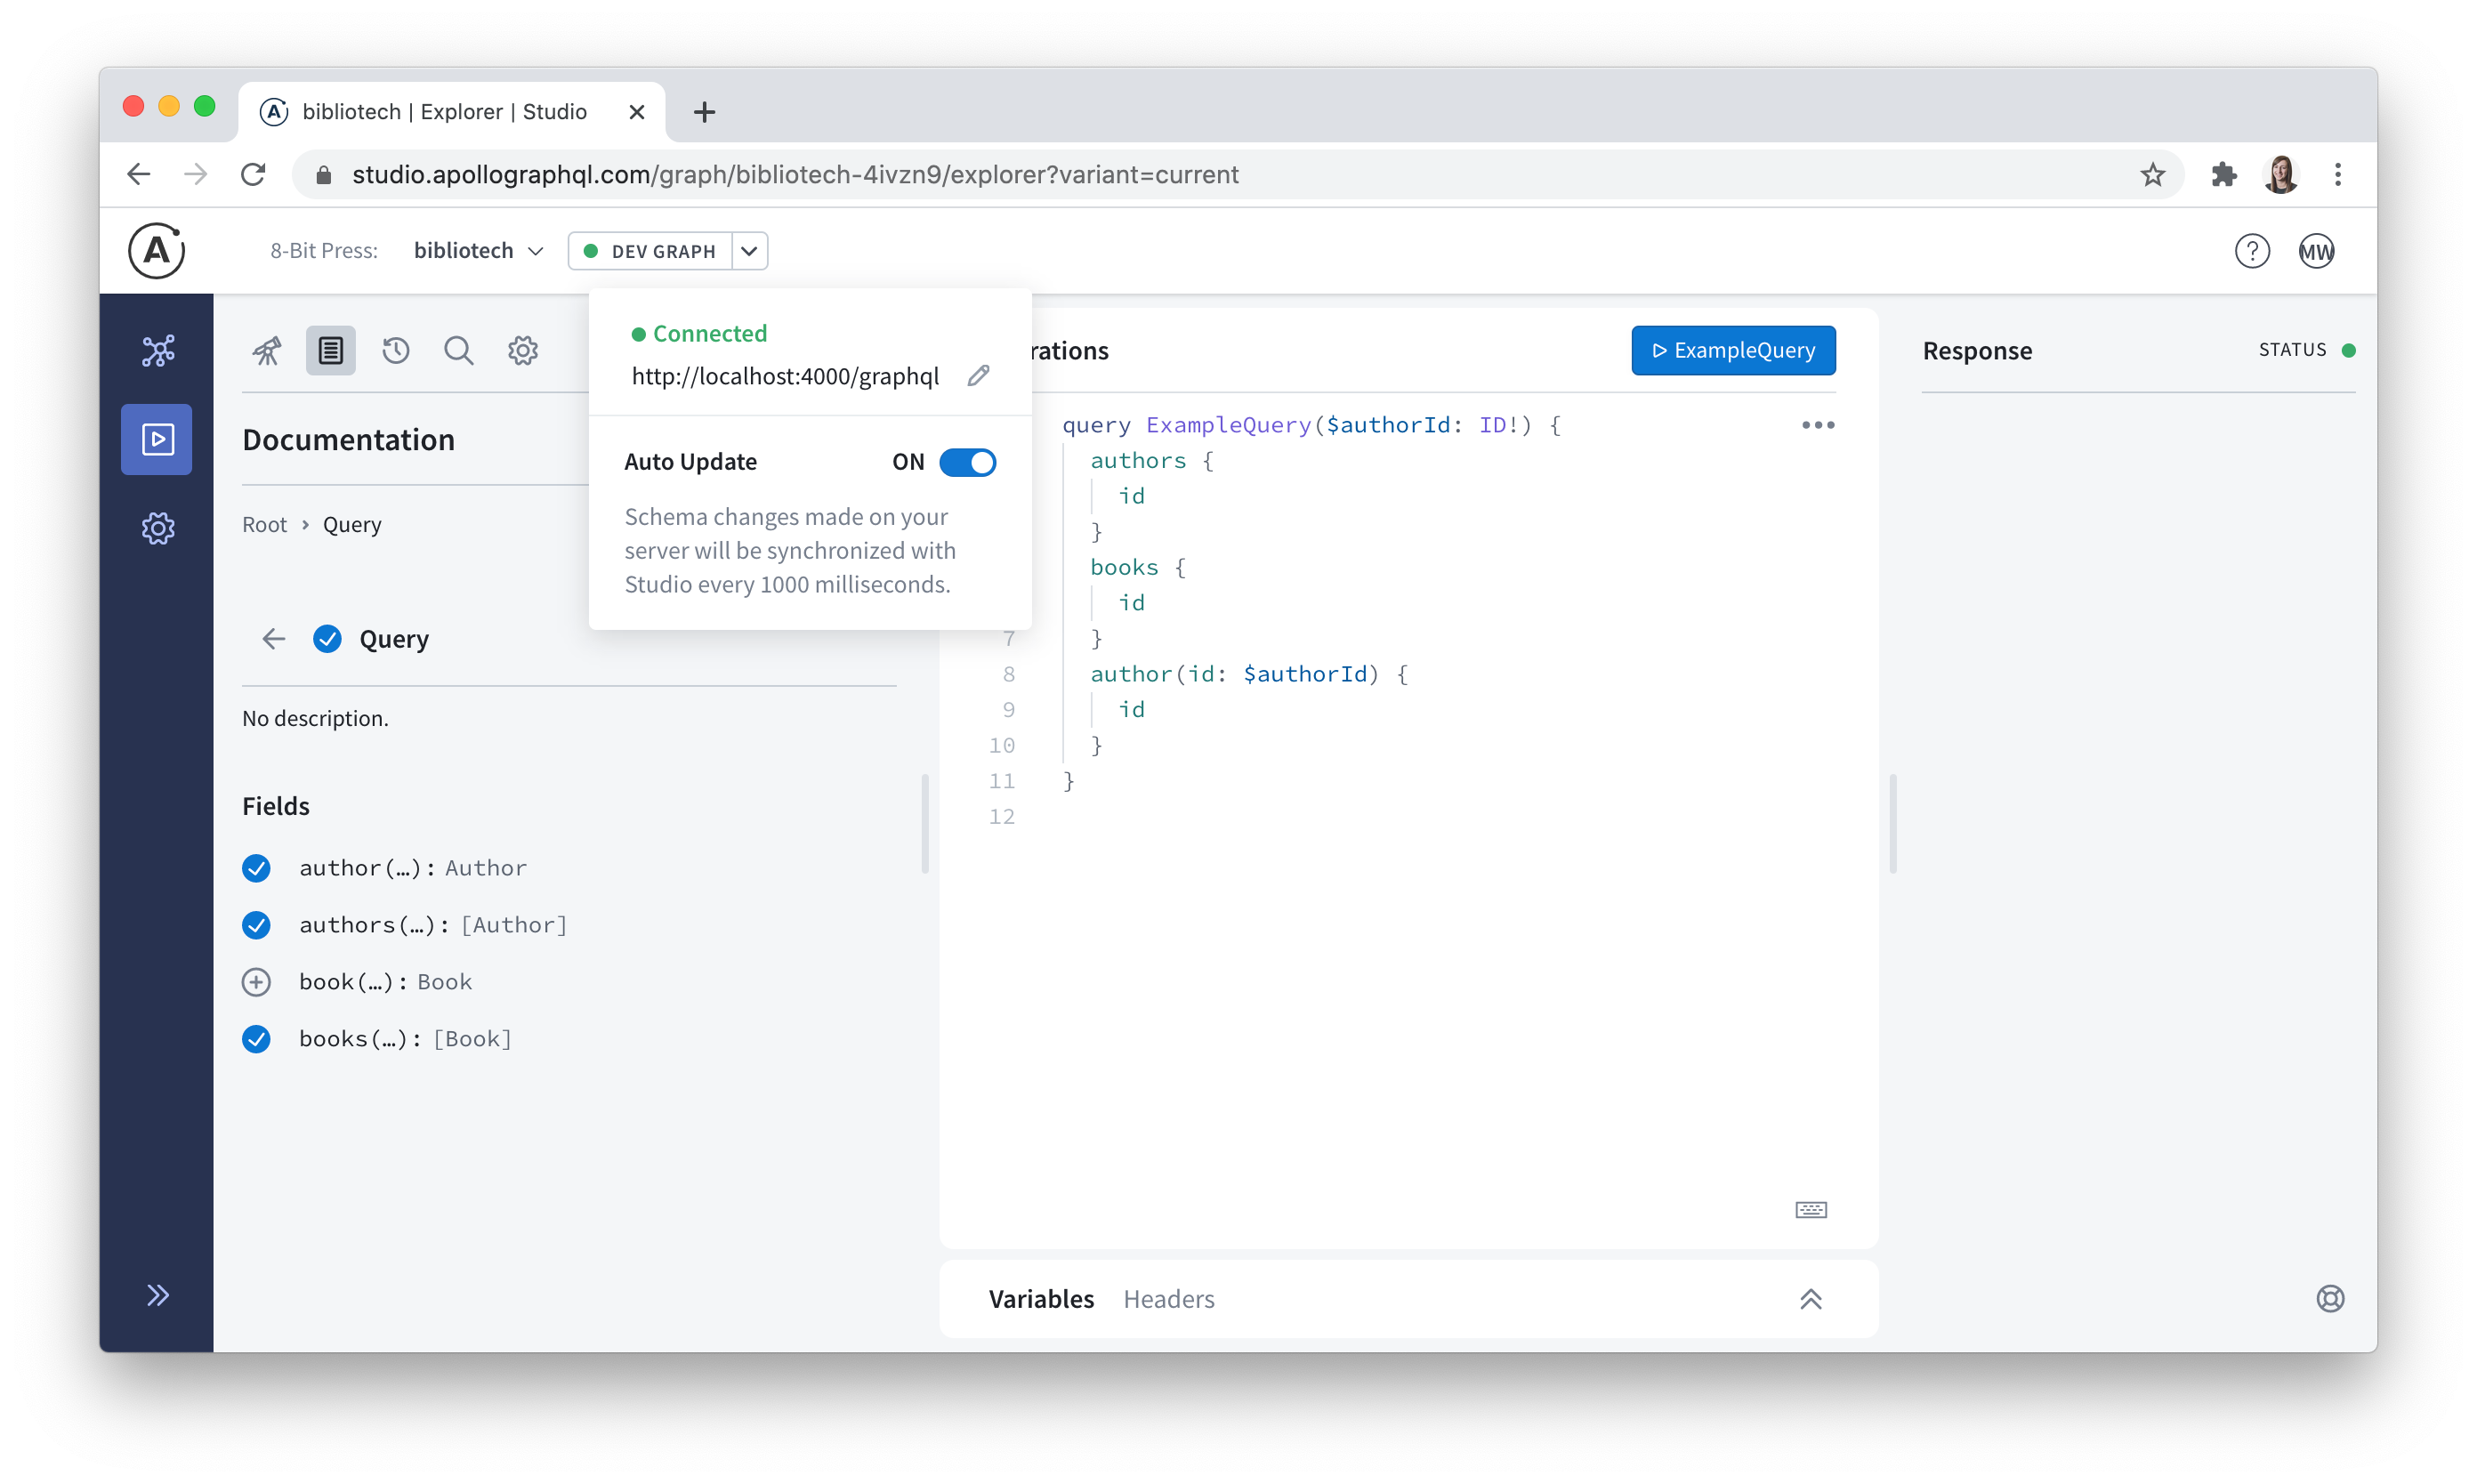 bibliotech | Explorer | Studio
studio.apollographql.com/graph/bibliotech-4ivzn9/explorer?variant=current
A
8-Bit Press: bibliotech DEV GRAPH
? MW
Connected
http://localhost:4000/graphql
Auto Update ON
Schema changes made on your
server will be synchronized with
Studio every 1000 milliseconds.
Documentation
Root › Query
Query
No description.
Fields
author(…): Author
authors(…): [Author]
book(…): Book
books(…): [Book]
rations
ExampleQuery
query ExampleQuery($authorId: ID!) {
authors {
id
}
books {
id
7 }
8 author(id: $authorId) {
9 id
10 }
11 }
12
Variables Headers
Response STATUS